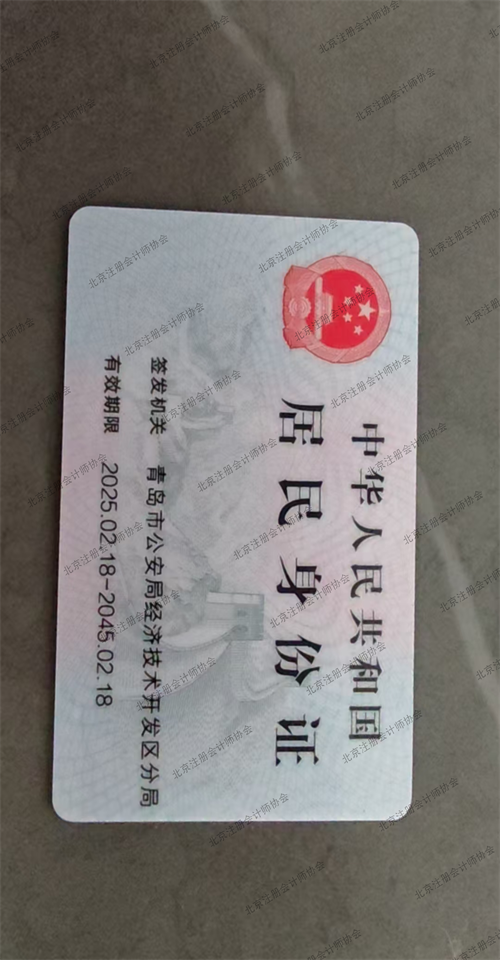 中华人民共和国
居民身份证
签发机关 青岛市公安局经济技术开发区分局
有效期限 2025.02.18-2045.02.18
北京注册会计师协会